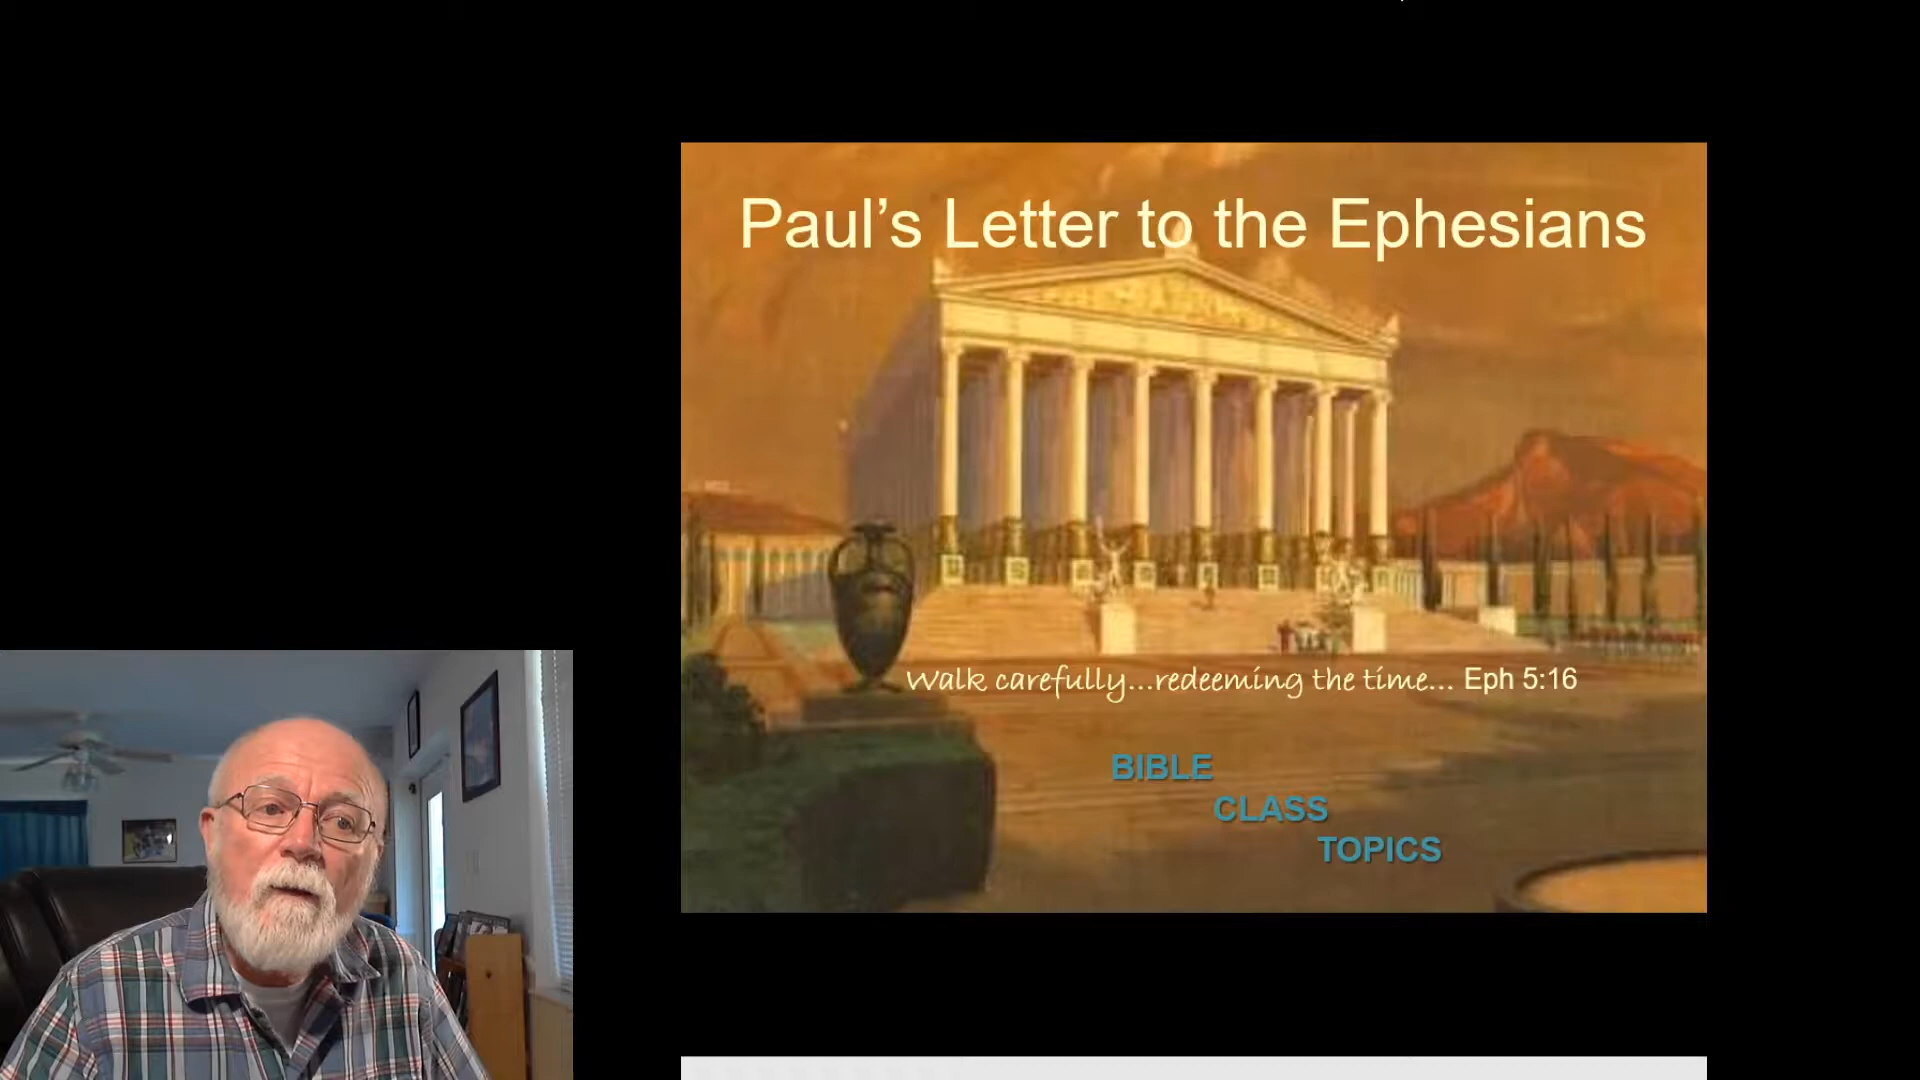 Paul’s Letter to the Ephesians
Walk carefully...redeeming the time... Eph 5:16
BIBLE
CLASS
TOPICS